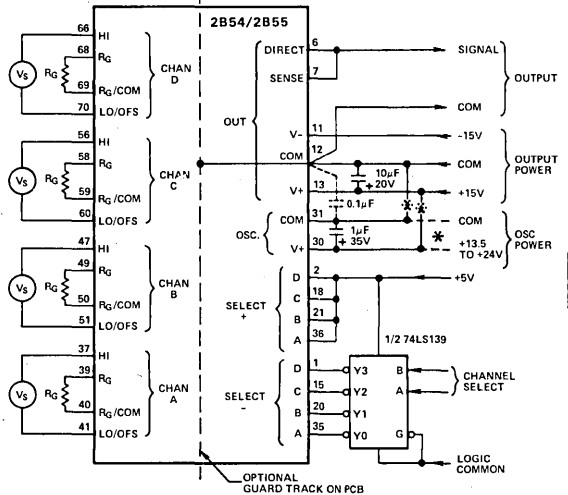 2B54/2B55
66 HI
68 RG
69 RG/COM
70 LO/OFS
VS
RG
CHAN
D
56 HI
58 RG
59 RG/COM
60 LO/OFS
VS
RG
CHAN
C
47 HI
49 RG
50 RG/COM
51 LO/OFS
VS
RG
CHAN
B
37 HI
39 RG
40 RG/COM
41 LO/OFS
VS
RG
CHAN
A
OUT
DIRECT 6
SENSE 7
V– 11
COM 12
V+ 13
OSC.
COM 31
V+ 30
SELECT
+
D 2
C 18
B 21
A 36
SELECT
–
D 1
C 15
B 20
A 35
SIGNAL
COM
OUTPUT
-15V
COM
+15V
OUTPUT
POWER
10μF
+ 20V
0.1μF
1μF
+ 35V
COM
*
+13.5
TO +24V
OSC
POWER
+5V
1/2 74LS139
Y3 B
Y2 A
Y1
Y0 G
CHANNEL
SELECT
LOGIC
COMMON
OPTIONAL
GUARD TRACK ON PCB